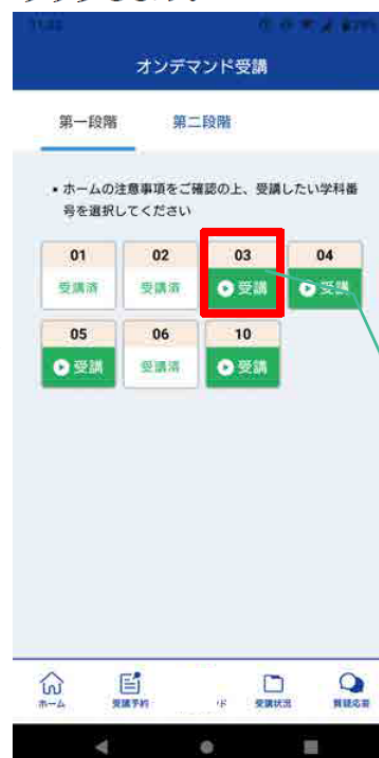 オンデマンド受講
第一段階 第二段階
• ホームの注意事項をご確認の上、受講したい学科番
号を選択してください
01 02 03 04
受講済 受講済 受講 受講
05 06 10
受講 受講済 受講
ホーム 受講予約 ド 受講状況 質疑応答